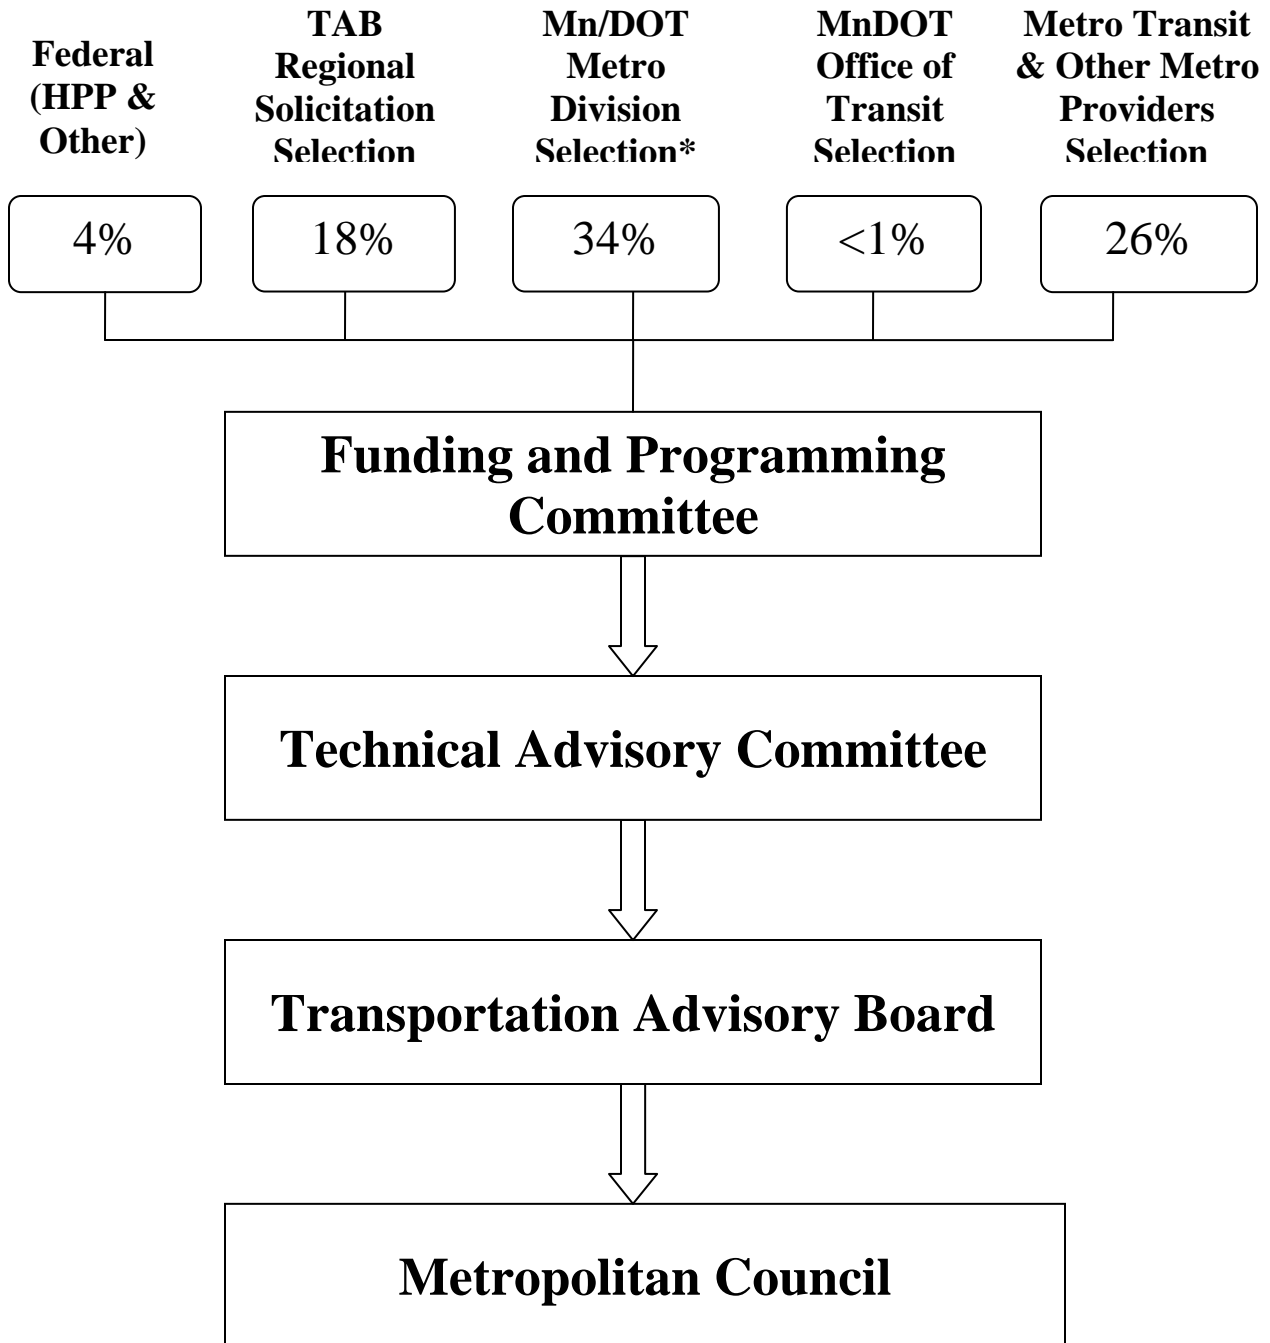 Federal
(HPP &
Other)
TAB
Regional
Solicitation
Selection
Mn/DOT
Metro
Division
Selection*
MnDOT
Office of
Transit
Selection
Metro Transit
& Other Metro
Providers
Selection
4%
18%
34%
<1%
26%
Funding and Programming
Committee
Technical Advisory Committee
Transportation Advisory Board
Metropolitan Council